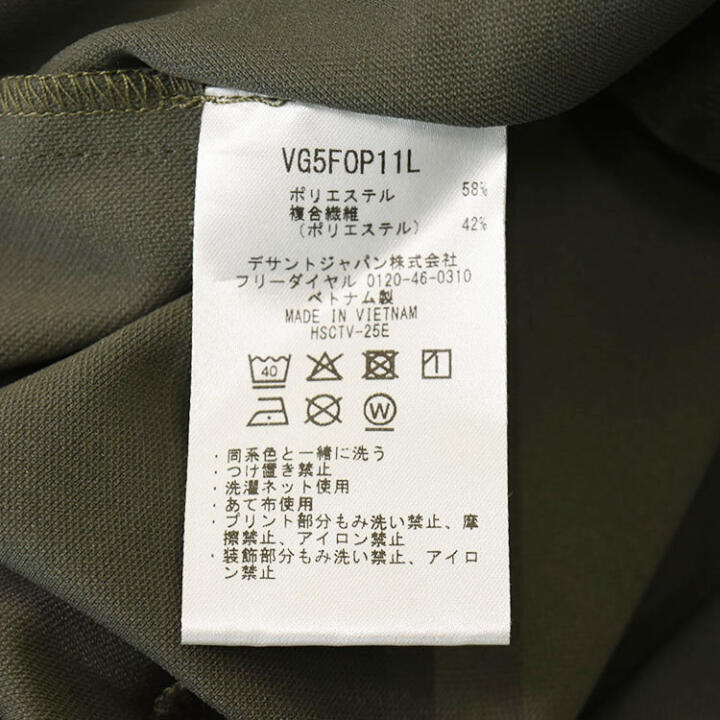 VG5F0P11L
ポリエステル 58%
複合繊維
（ポリエステル） 42%
デサントジャパン株式会社
フリーダイヤル 0120-46-0310
ベトナム製
MADE IN VIETNAM
HSCTV-25E
40
W
・同系色と一緒に洗う
・つけ置き禁止
・洗濯ネット使用
・あて布使用
・プリント部分もみ洗い禁止、摩
擦禁止、アイロン禁止
・装飾部分もみ洗い禁止、アイロ
ン禁止